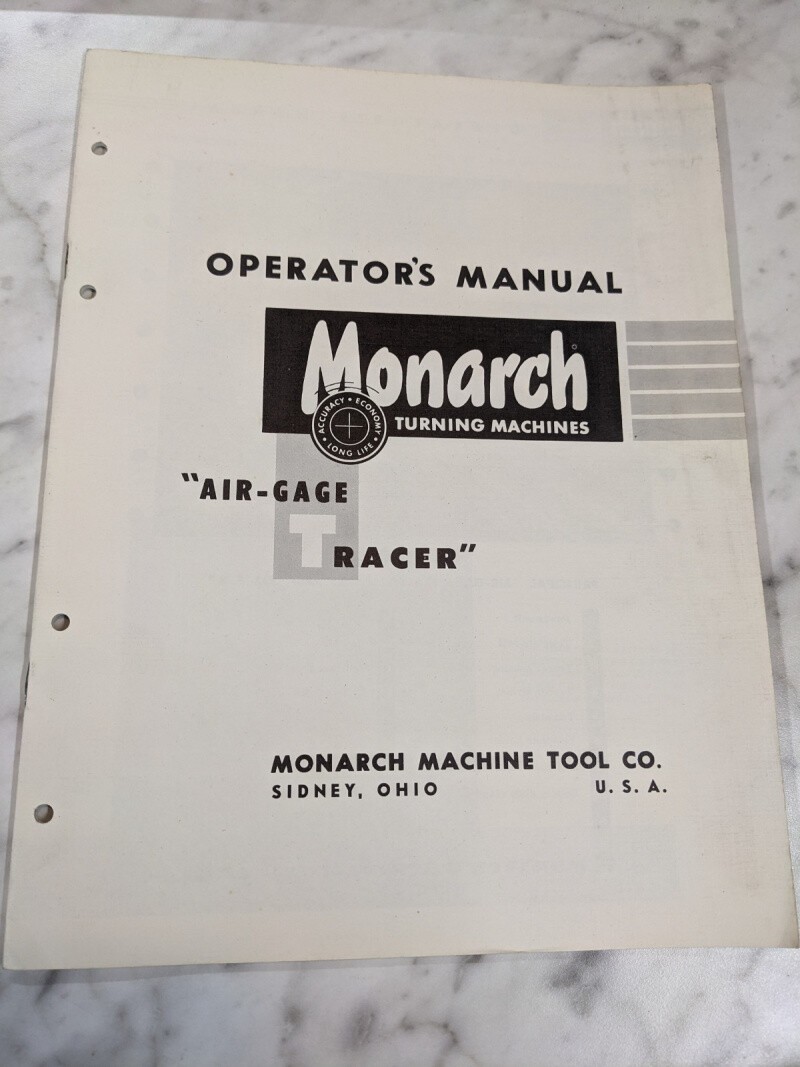 OPERATOR'S MANUAL
Monarch
TURNING MACHINES
ACCURACY • ECONOMY • LONG LIFE •
"AIR-GAGE
TRACER"
MONARCH MACHINE TOOL CO.
SIDNEY, OHIO U. S. A.